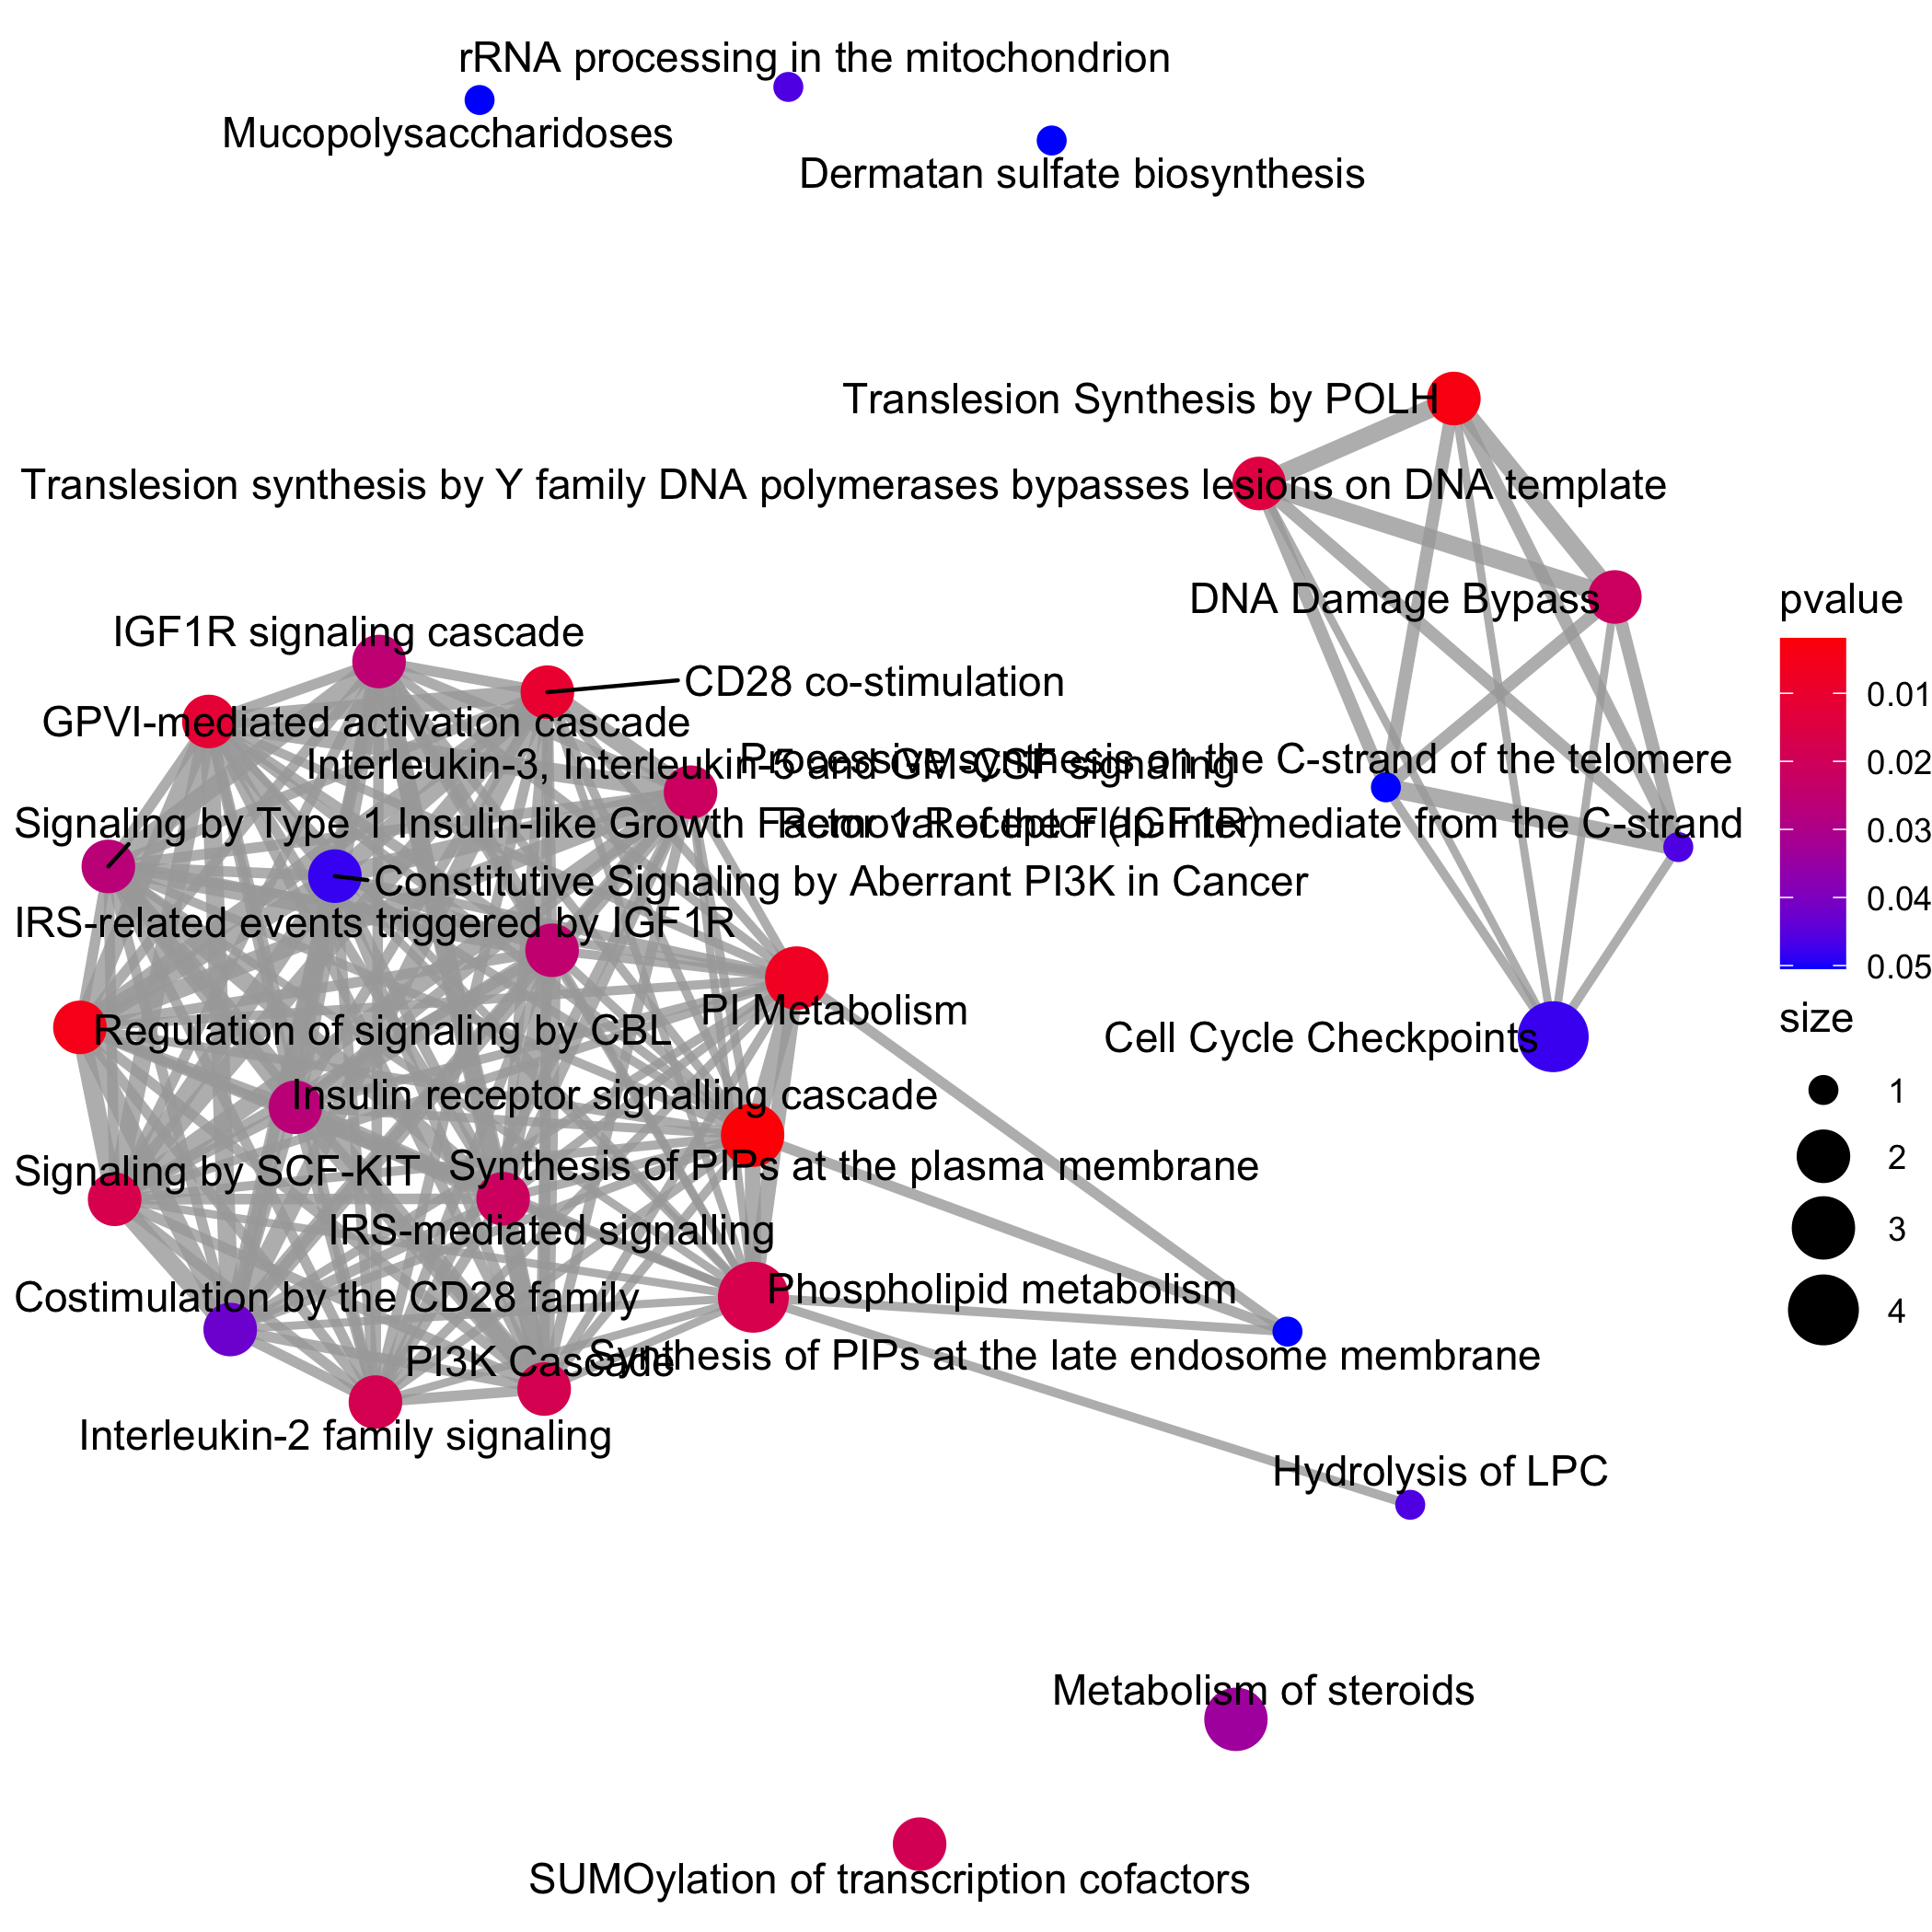 rRNA processing in the mitochondrion
Mucopolysaccharidoses
Dermatan sulfate biosynthesis
Translesion Synthesis by POLH
Translesion synthesis by Y family DNA polymerases bypasses lesions on DNA template
DNA Damage Bypass
pvalue
IGF1R signaling cascade
CD28 co-stimulation
0.01
GPVI-mediated activation cascade
Interleukin-3, Interleukin-5 and GM-CSF signaling
Processive synthesis on the C-strand of the telomere
0.02
Signaling by Type 1 Insulin-like Growth Factor 1 Receptor (IGF1R)
Removal of the Flap Intermediate from the C-strand
0.03
Constitutive Signaling by Aberrant PI3K in Cancer
0.04
IRS-related events triggered by IGF1R
0.05
PI Metabolism
size
Regulation of signaling by CBL
Cell Cycle Checkpoints
Insulin receptor signalling cascade
1
Signaling by SCF-KIT
Synthesis of PIPs at the plasma membrane
2
IRS-mediated signalling
3
Costimulation by the CD28 family
Phospholipid metabolism
4
PI3K Cascade
Synthesis of PIPs at the late endosome membrane
Interleukin-2 family signaling
Hydrolysis of LPC
Metabolism of steroids
SUMOylation of transcription cofactors